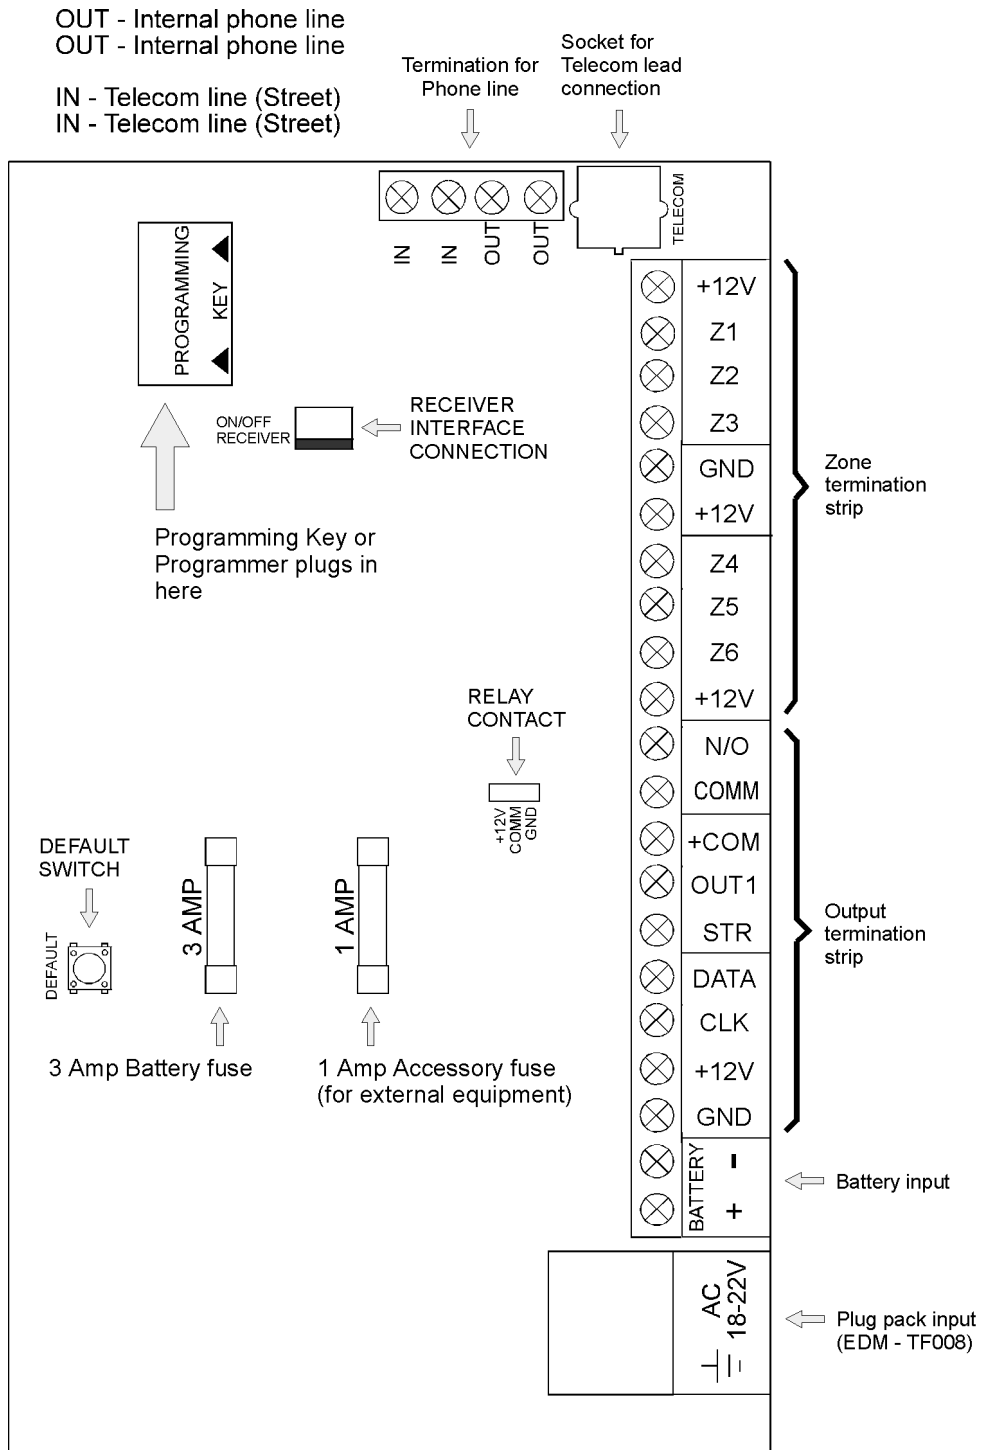 OUT - Internal phone line
OUT - Internal phone line
IN - Telecom line (Street)
IN - Telecom line (Street)
Termination for
Phone line
Socket for
Telecom lead
connection
IN
IN
OUT
OUT
TELECOM
PROGRAMMING
KEY
ON/OFF
RECEIVER
RECEIVER
INTERFACE
CONNECTION
Programming Key or
Programmer plugs in
here
+12V
Z1
Z2
Z3
GND
+12V
Z4
Z5
Z6
+12V
Zone
termination
strip
RELAY
CONTACT
+12V
COMM
GND
N/O
COMM
+COM
OUT1
STR
DATA
CLK
+12V
GND
Output
termination
strip
DEFAULT
SWITCH
DEFAULT
3 AMP
1 AMP
3 Amp Battery fuse
1 Amp Accessory fuse
(for external equipment)
BATTERY
-
+
Battery input
AC
18-22V
Plug pack input
(EDM - TF008)